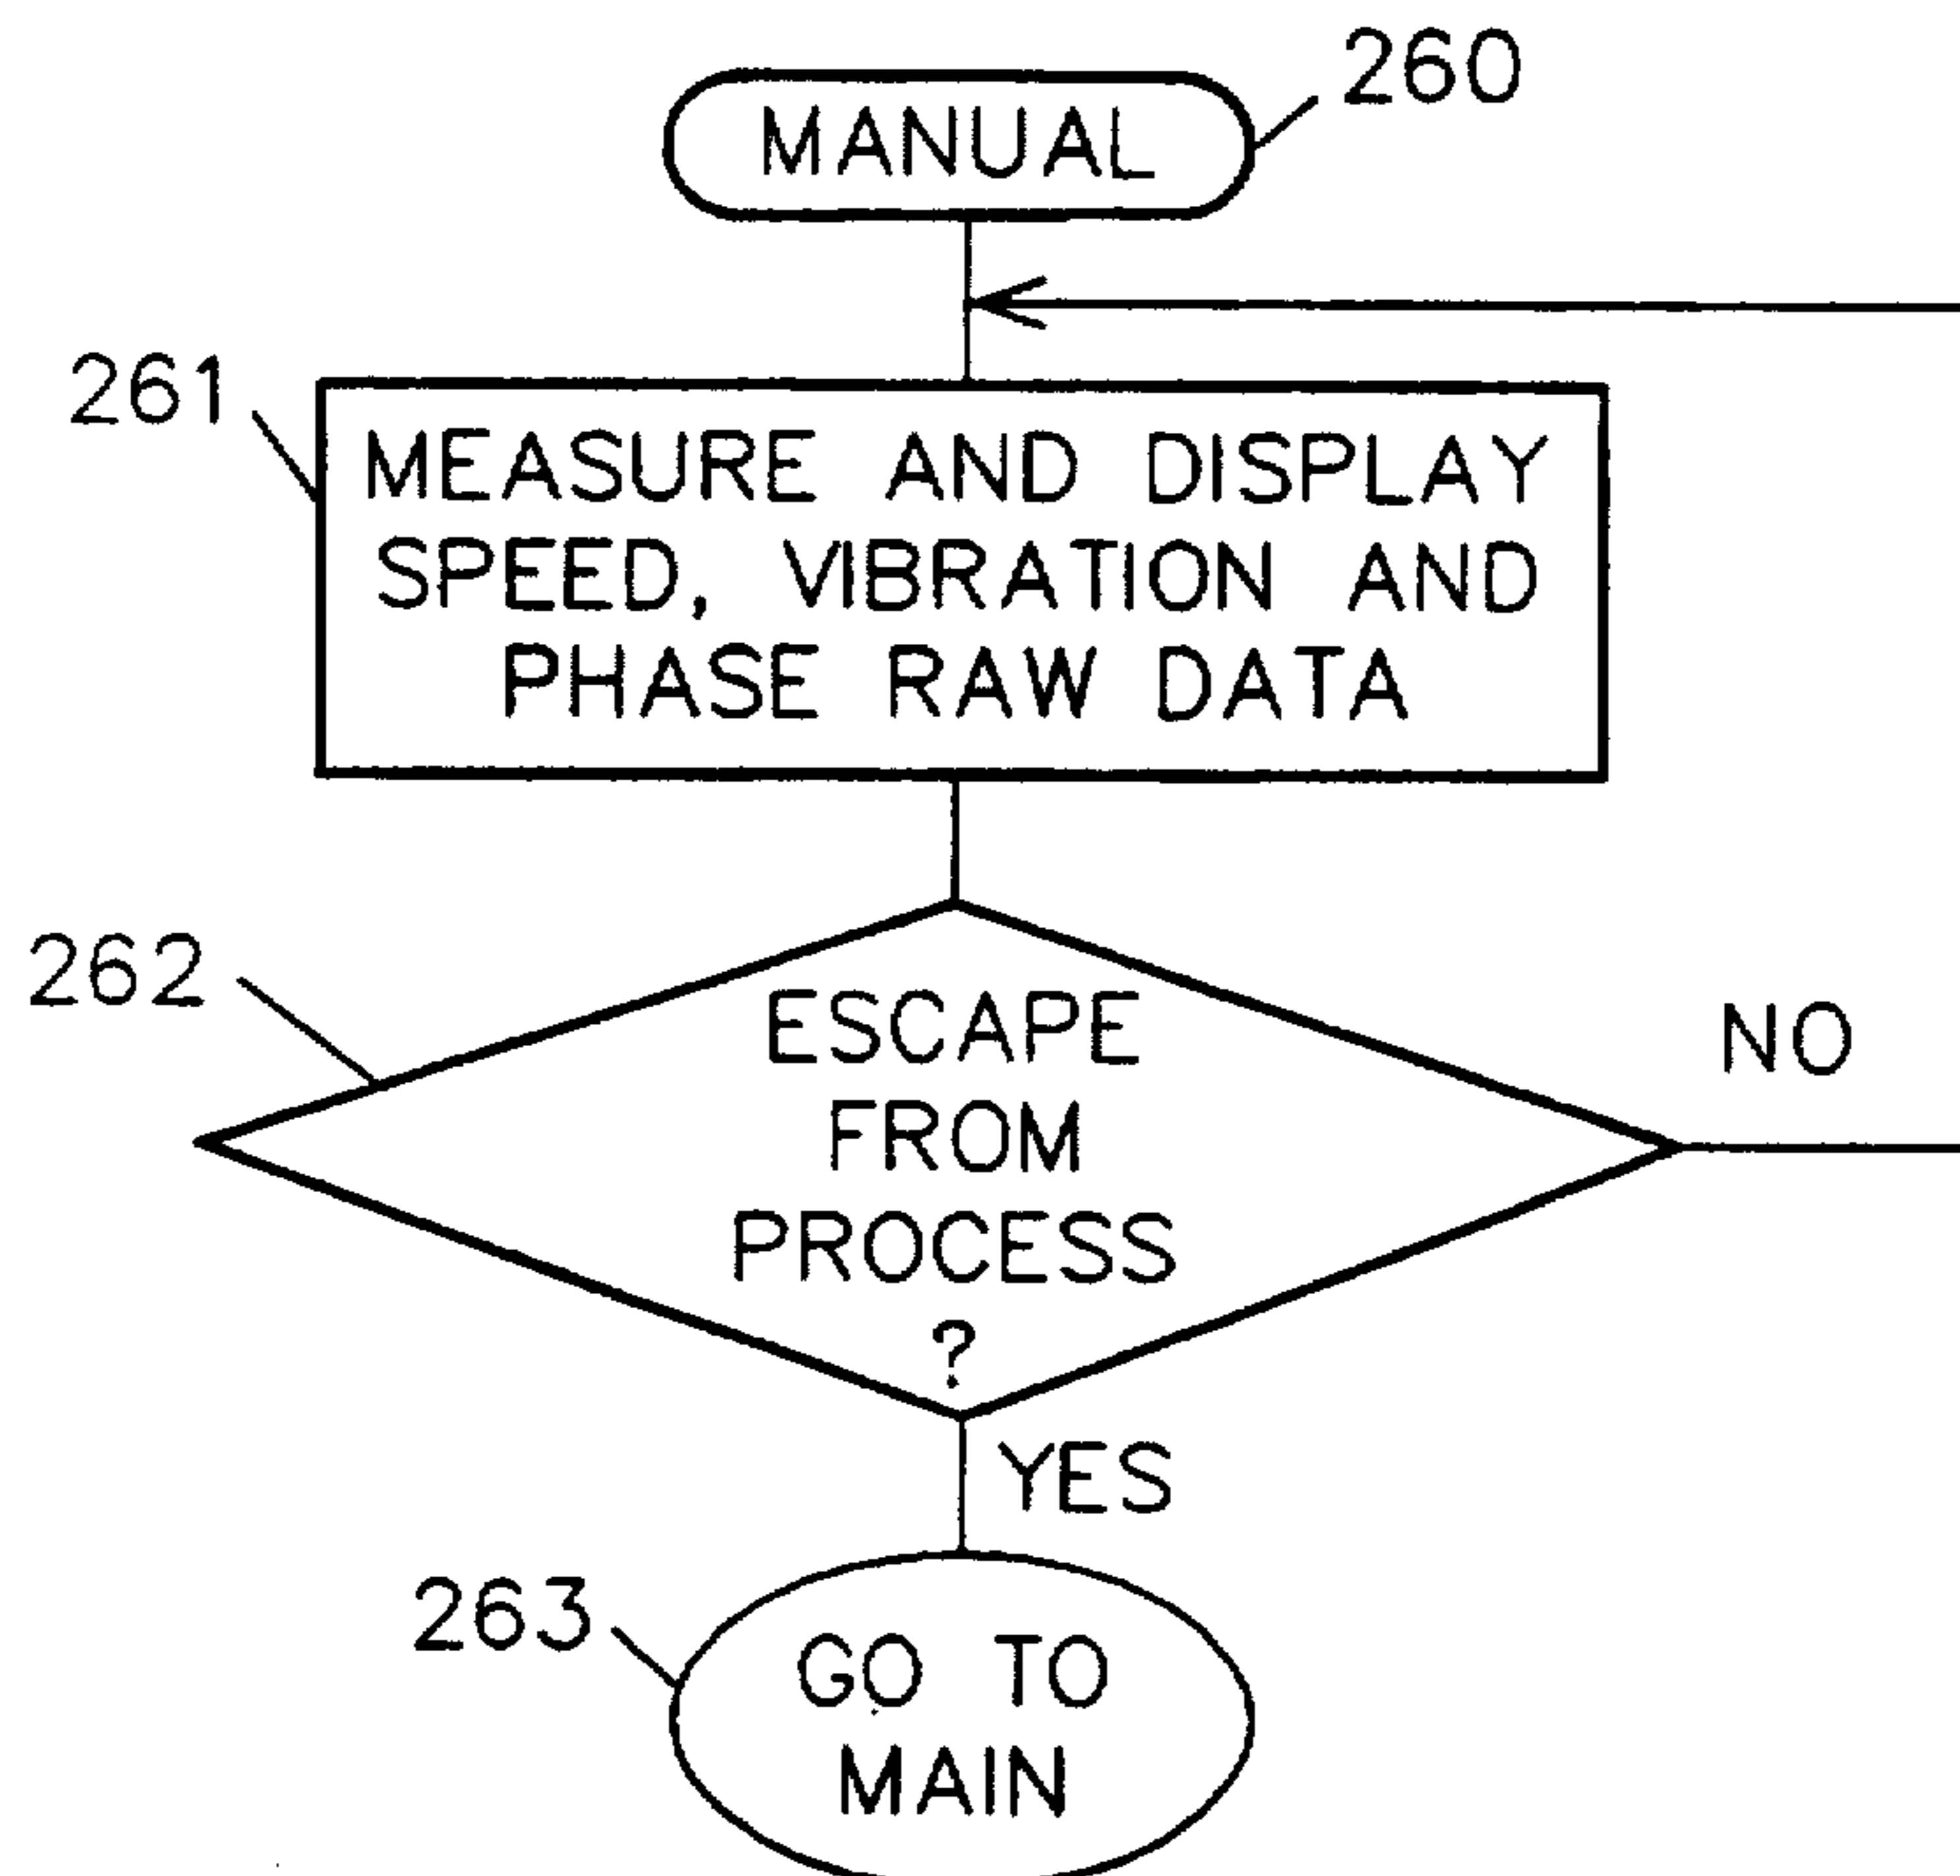 MANUAL
260
261
MEASURE AND DISPLAY
SPEED, VIBRATION AND
PHASE RAW DATA
262
ESCAPE
FROM
PROCESS
?
NO
YES
263
GO TO
MAIN